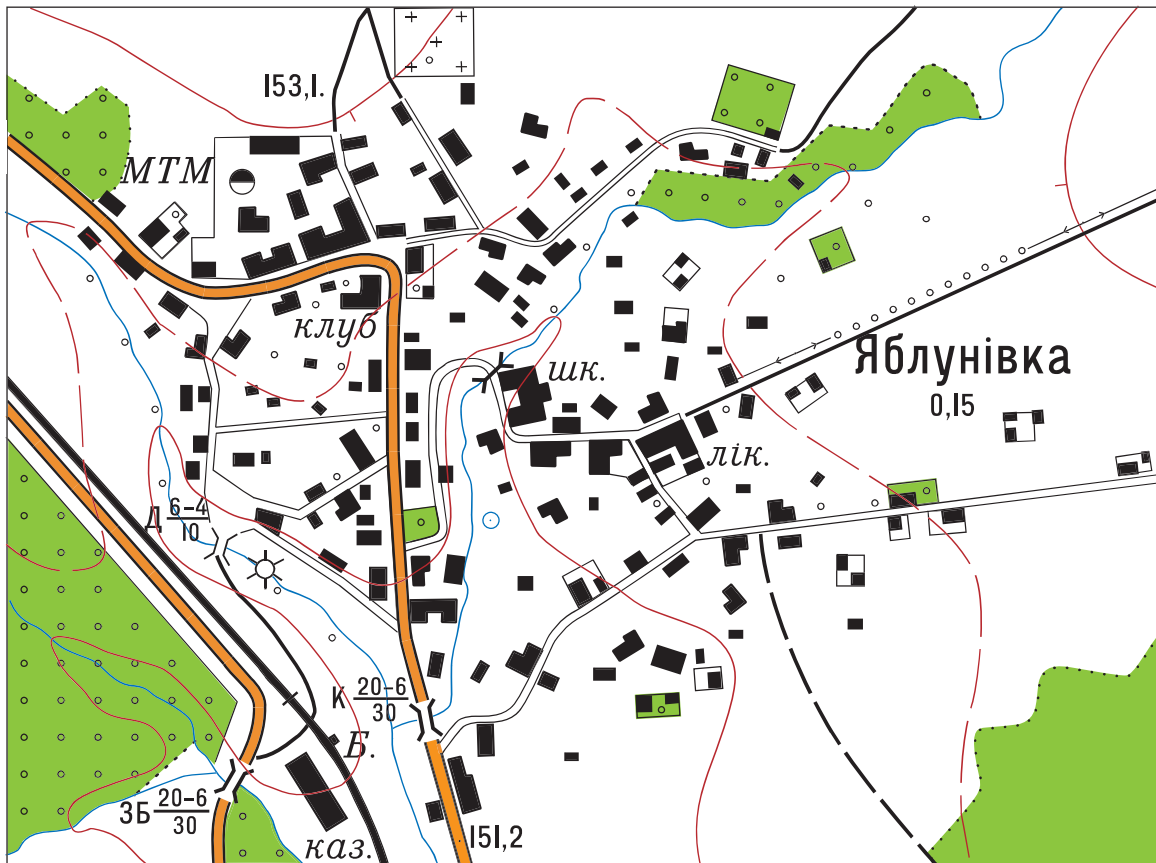 153,1.
МТМ
клуб
шк.
Яблунівка
0,15
лік.
Д 6–4
10
К 20–6
30
Б.
ЗБ 20–6
30
каз.
151,2